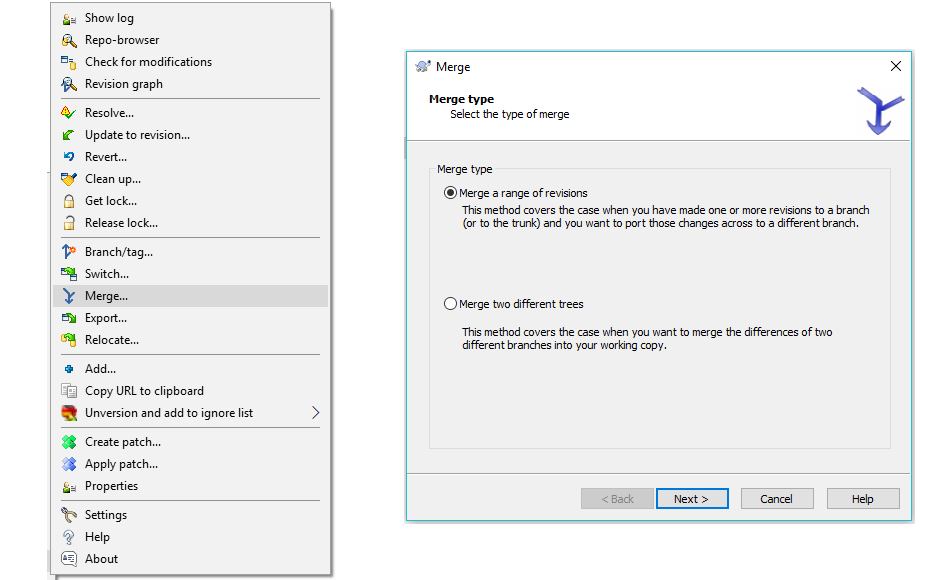 Show log
Repo-browser
Check for modifications
Revision graph
Resolve...
Update to revision...
Revert...
Clean up...
Get lock...
Release lock...
Branch/tag...
Switch...
Merge...
Export...
Relocate...
Add...
Copy URL to clipboard
Unversion and add to ignore list
Create patch...
Apply patch...
Properties
Settings
Help
About
Merge
Merge type
Select the type of merge
Merge type
Merge a range of revisions
This method covers the case when you have made one or more revisions to a branch
(or to the trunk) and you want to port those changes across to a different branch.
Merge two different trees
This method covers the case when you want to merge the differences of two
different branches into your working copy.
< Back
Next >
Cancel
Help